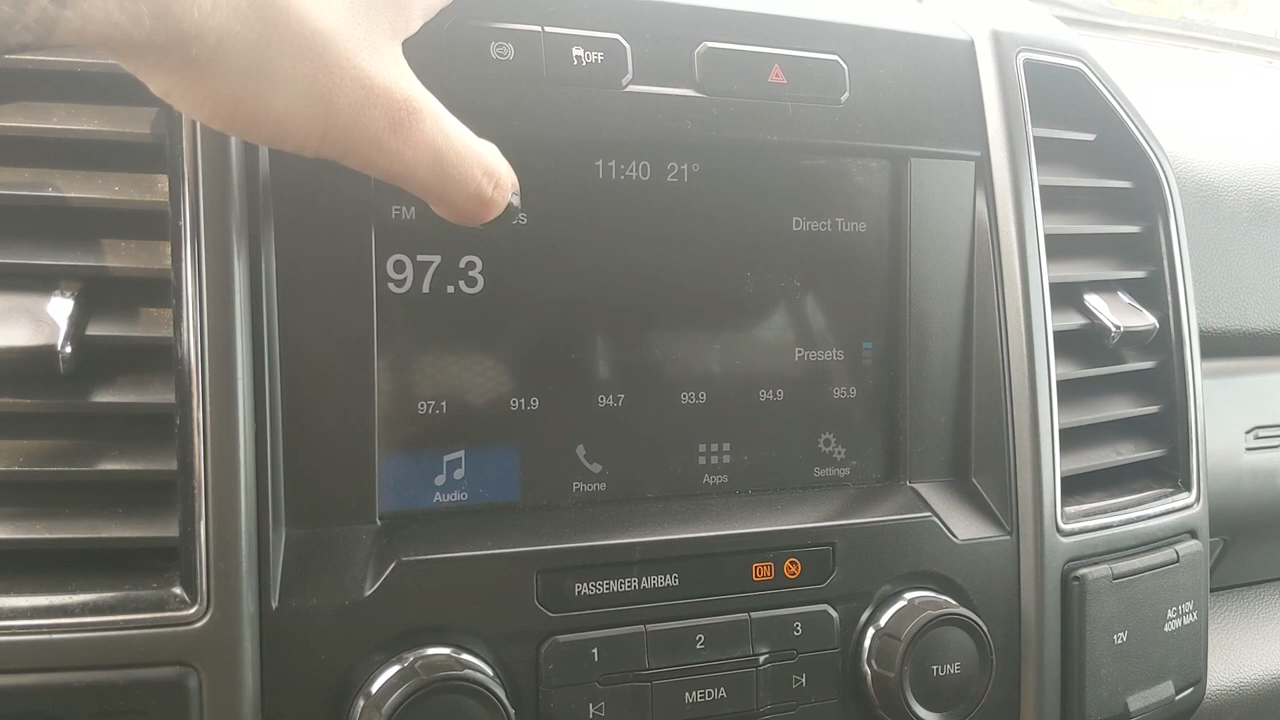 OFF
11:40 21°
FM
Direct Tune
97.3
Presets
97.1 91.9 94.7 93.9 94.9 95.9
Audio Phone Apps Settings
PASSENGER AIRBAG ON
1 2 3
MEDIA
TUNE
12V
AC 110V
400W MAX